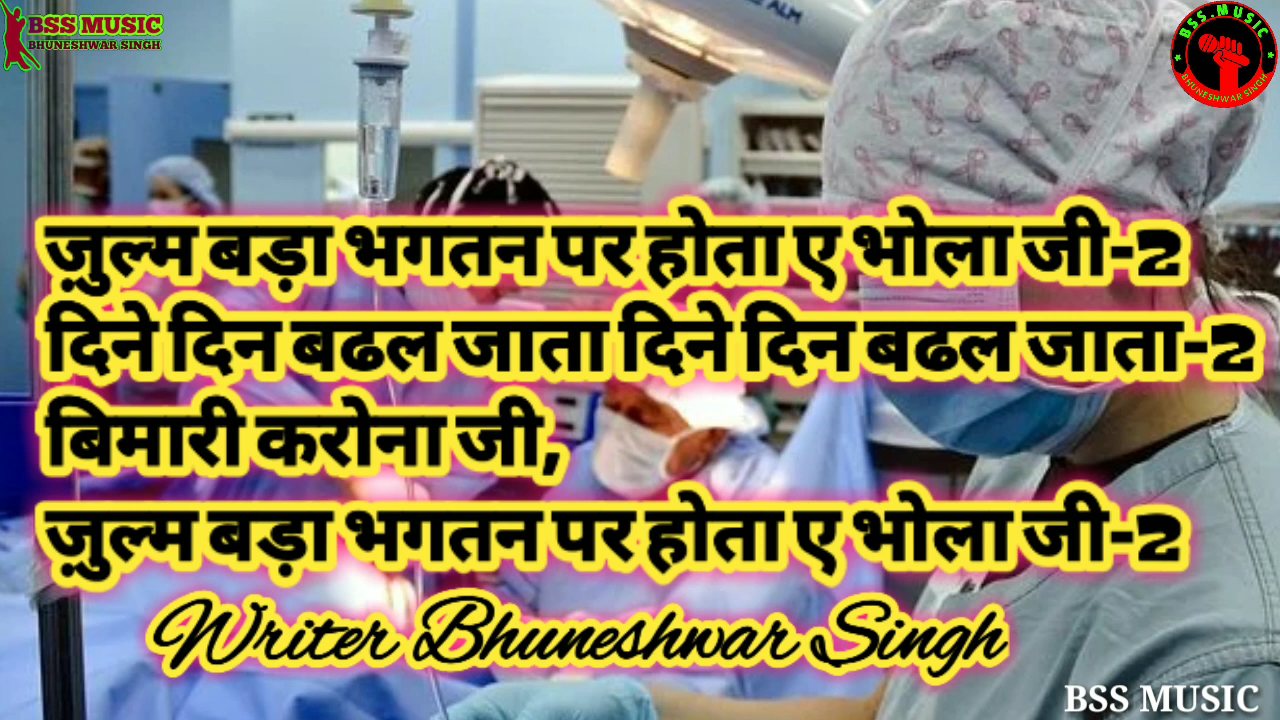 BSS MUSIC
BHUNESHWAR SINGH
BSS.MUSIC
BHUNESHWAR SINGH
ALM
ज़ुल्म बड़ा भगतन पर होता ए भोला जी-2
दिने दिन बढल जाता दिने दिन बढल जाता-2
बिमारी करोना जी,
ज़ुल्म बड़ा भगतन पर होता ए भोला जी-2
Writer Bhuneshwar Singh
BSS MUSIC